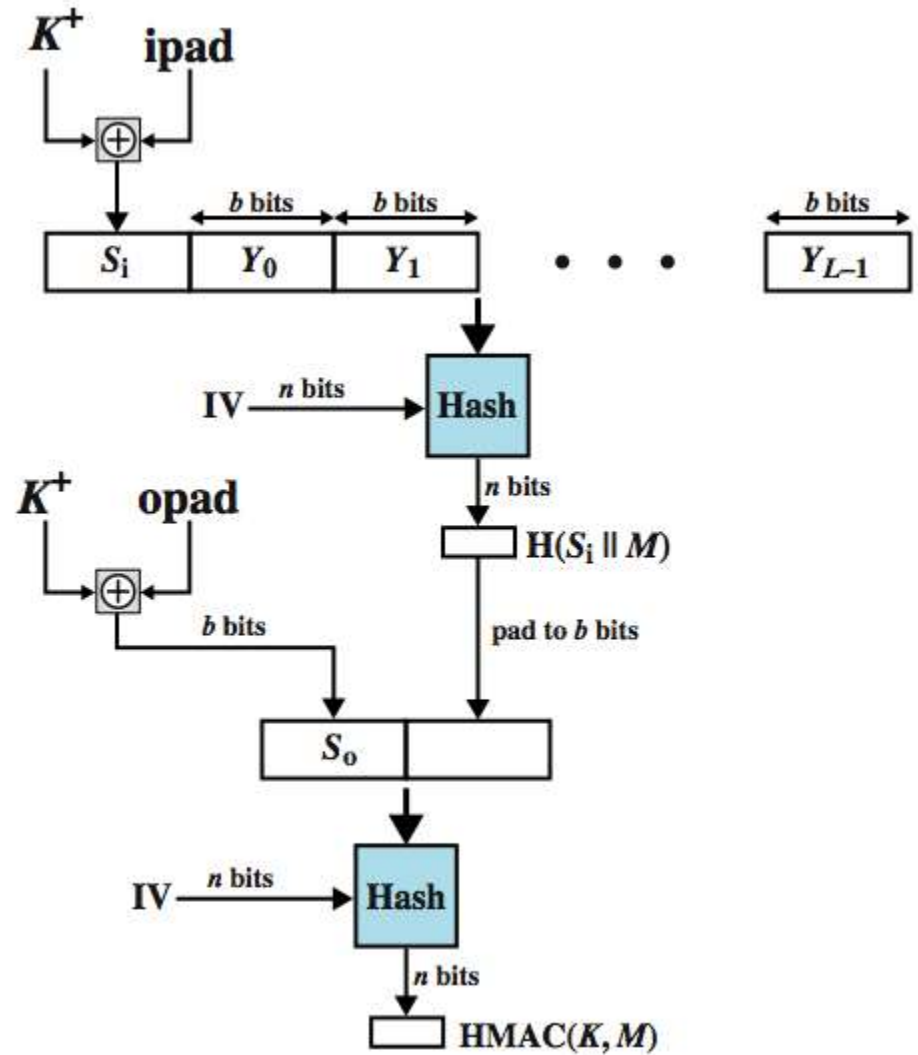 K⁺ ipad
⊕
b bits b bits b bits
Sᵢ Y₀ Y₁ • • • Y_{L–1}
IV n bits Hash
n bits
K⁺ opad
H(Sᵢ || M)
⊕
b bits
pad to b bits
Sₒ
IV n bits Hash
n bits
HMAC(K, M)